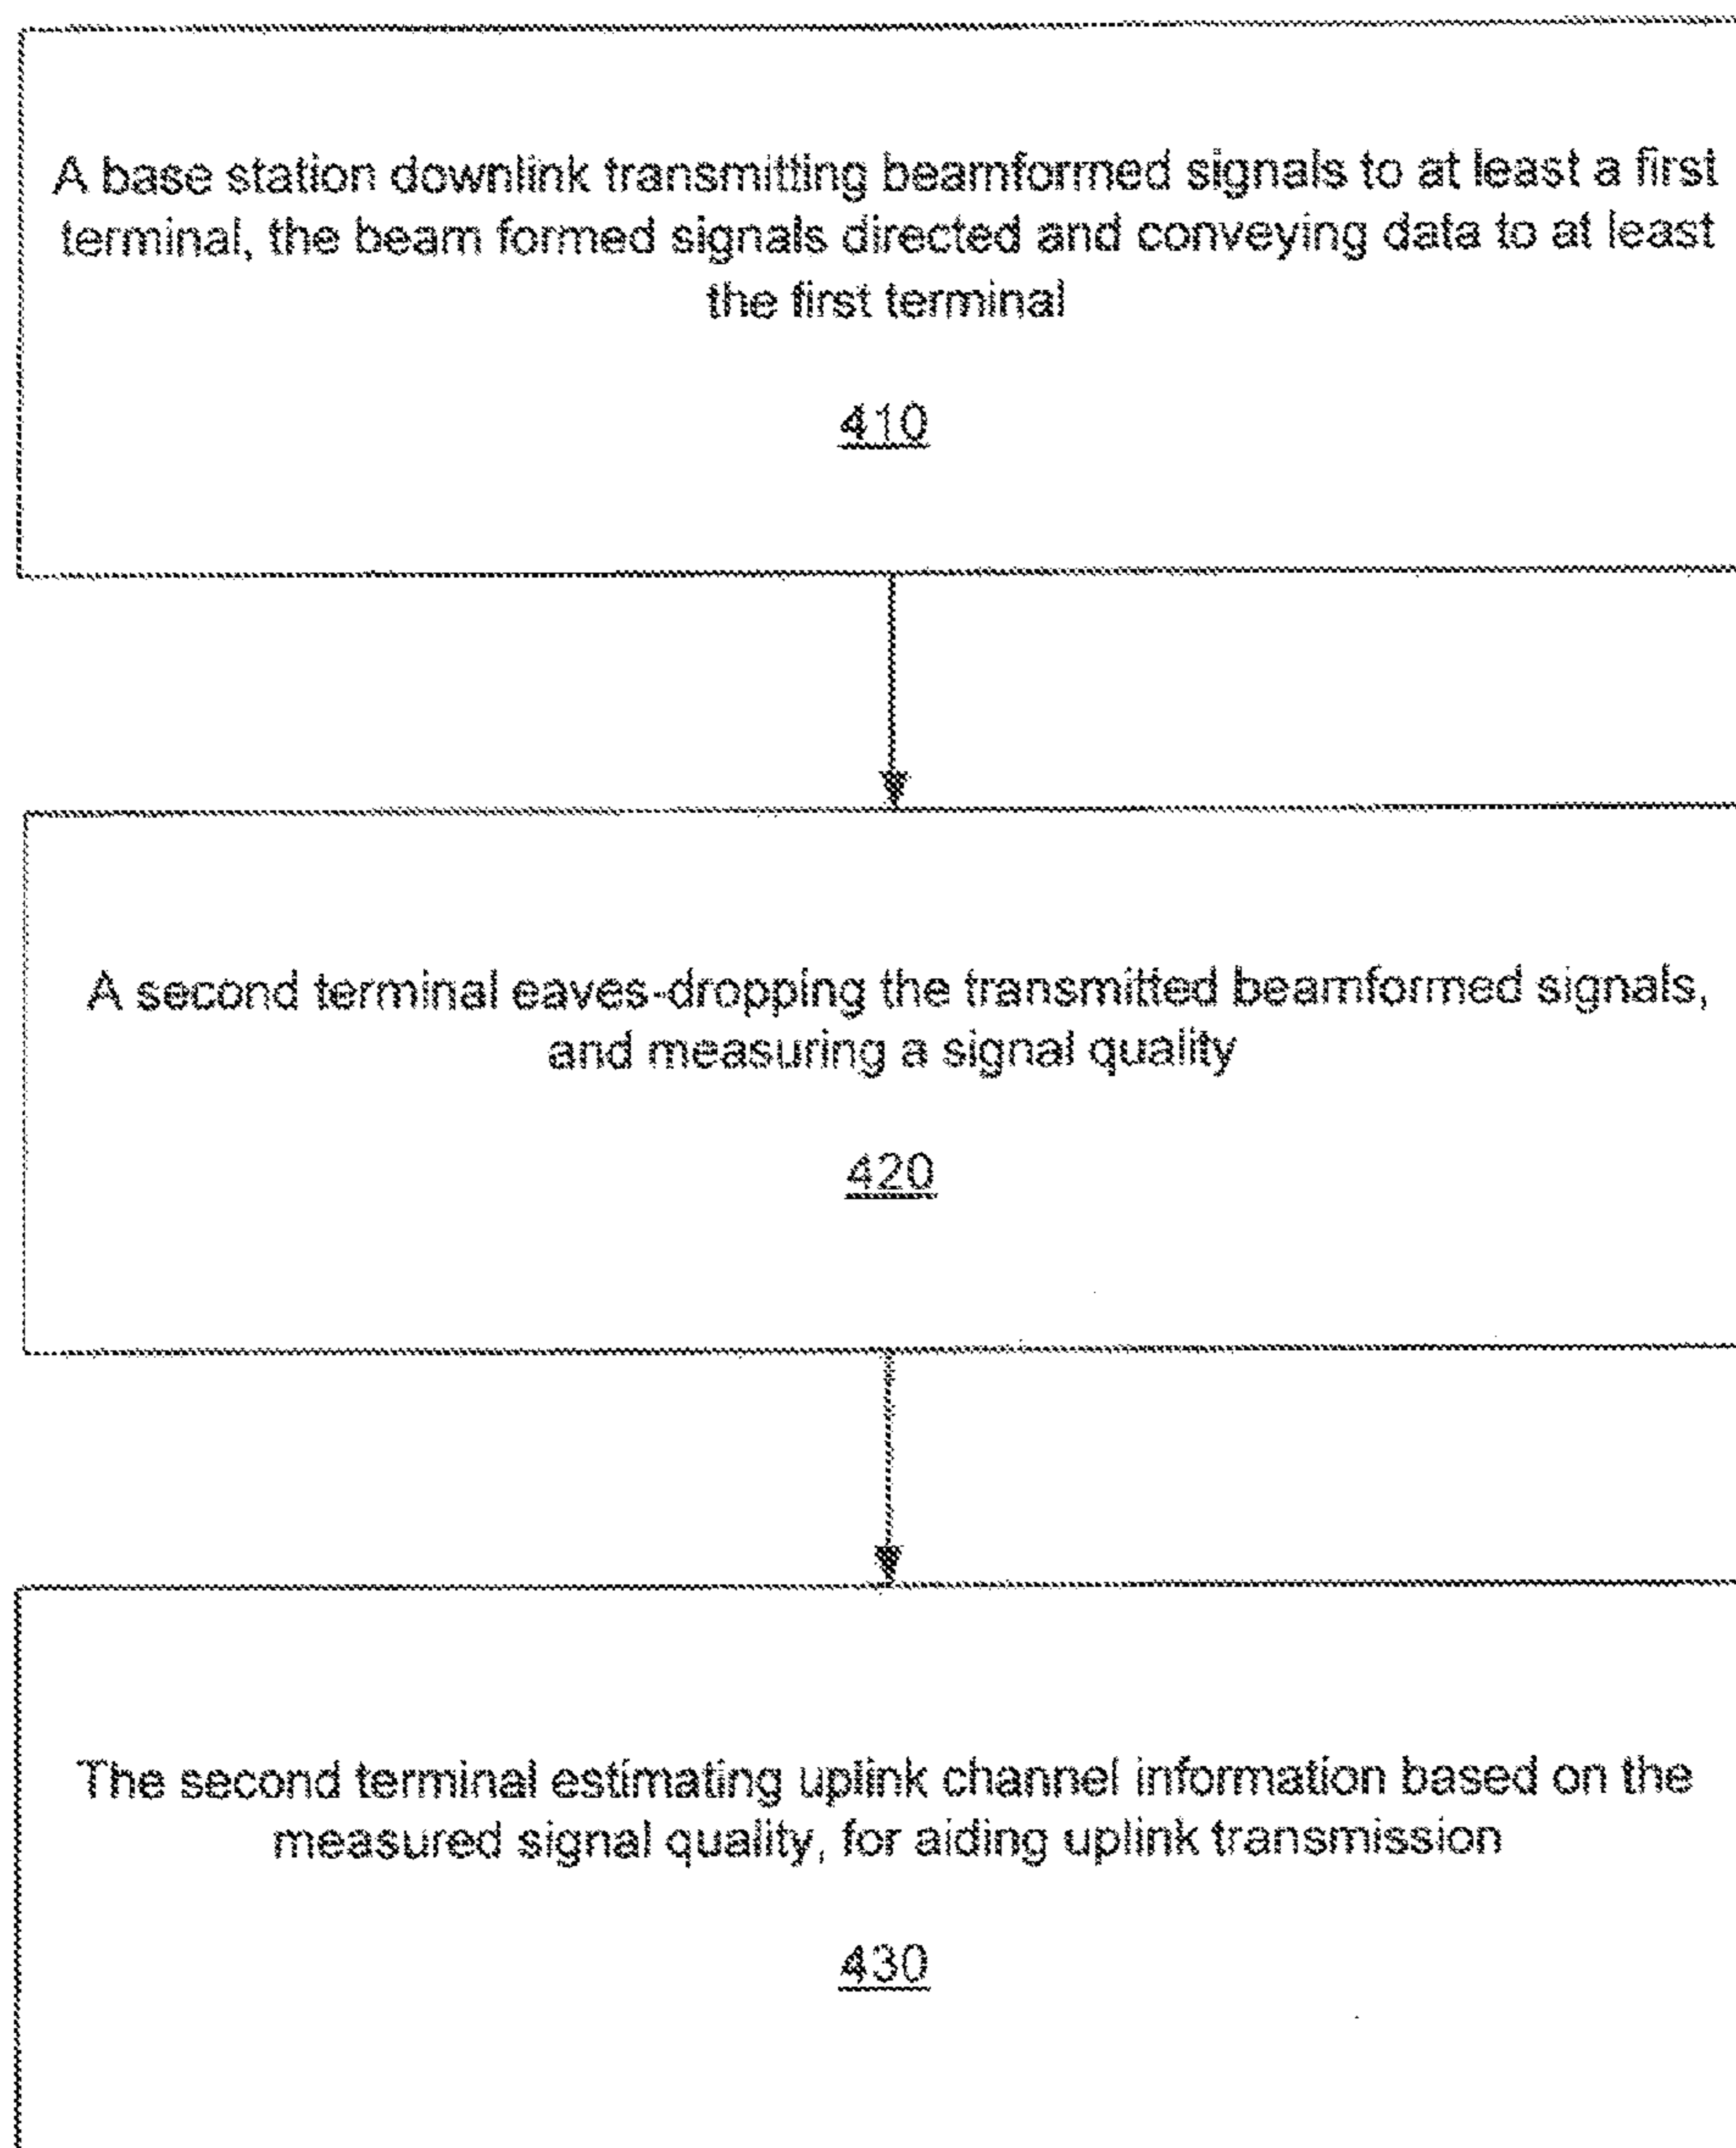 A base station downlink transmitting beamformed signals to at least a first
terminal, the beam formed signals directed and conveying data to at least
the first terminal
410
A second terminal eaves-dropping the transmitted beamformed signals,
and measuring a signal quality
420
The second terminal estimating uplink channel information based on the
measured signal quality, for aiding uplink transmission
430